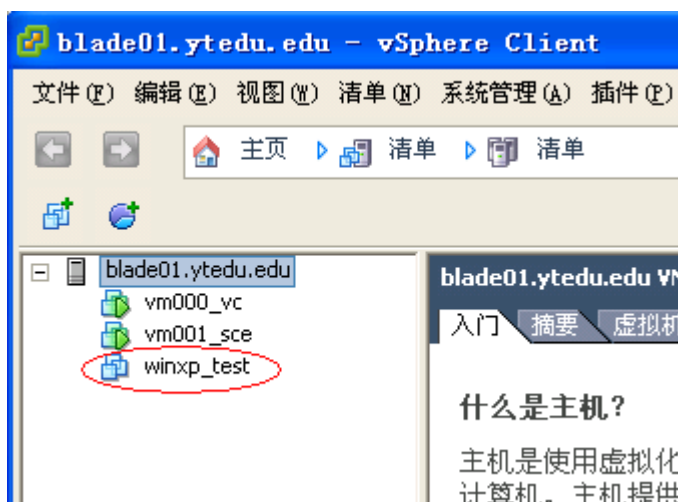 blade01.ytedu.edu - vSphere Client
文件(F) 编辑(E) 视图(W) 清单(N) 系统管理(A) 插件(P)
主页 清单 清单
blade01.ytedu.edu
vm000_vc
vm001_sce
winxp_test
blade01.ytedu.edu
入门 摘要 虚拟机
什么是主机?
主机是使用虚拟化
计算机。主机提供